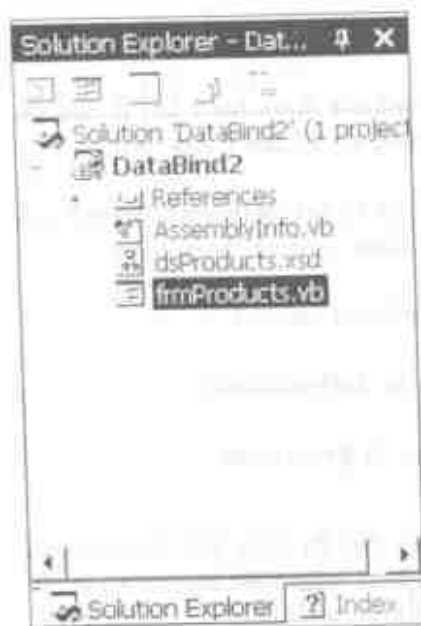 Solution Explorer - Dat...
Solution 'DataBind2' (1 project
DataBind2
References
AssemblyInfo.vb
dsProducts.xsd
frmProducts.vb
Solution Explorer
Index